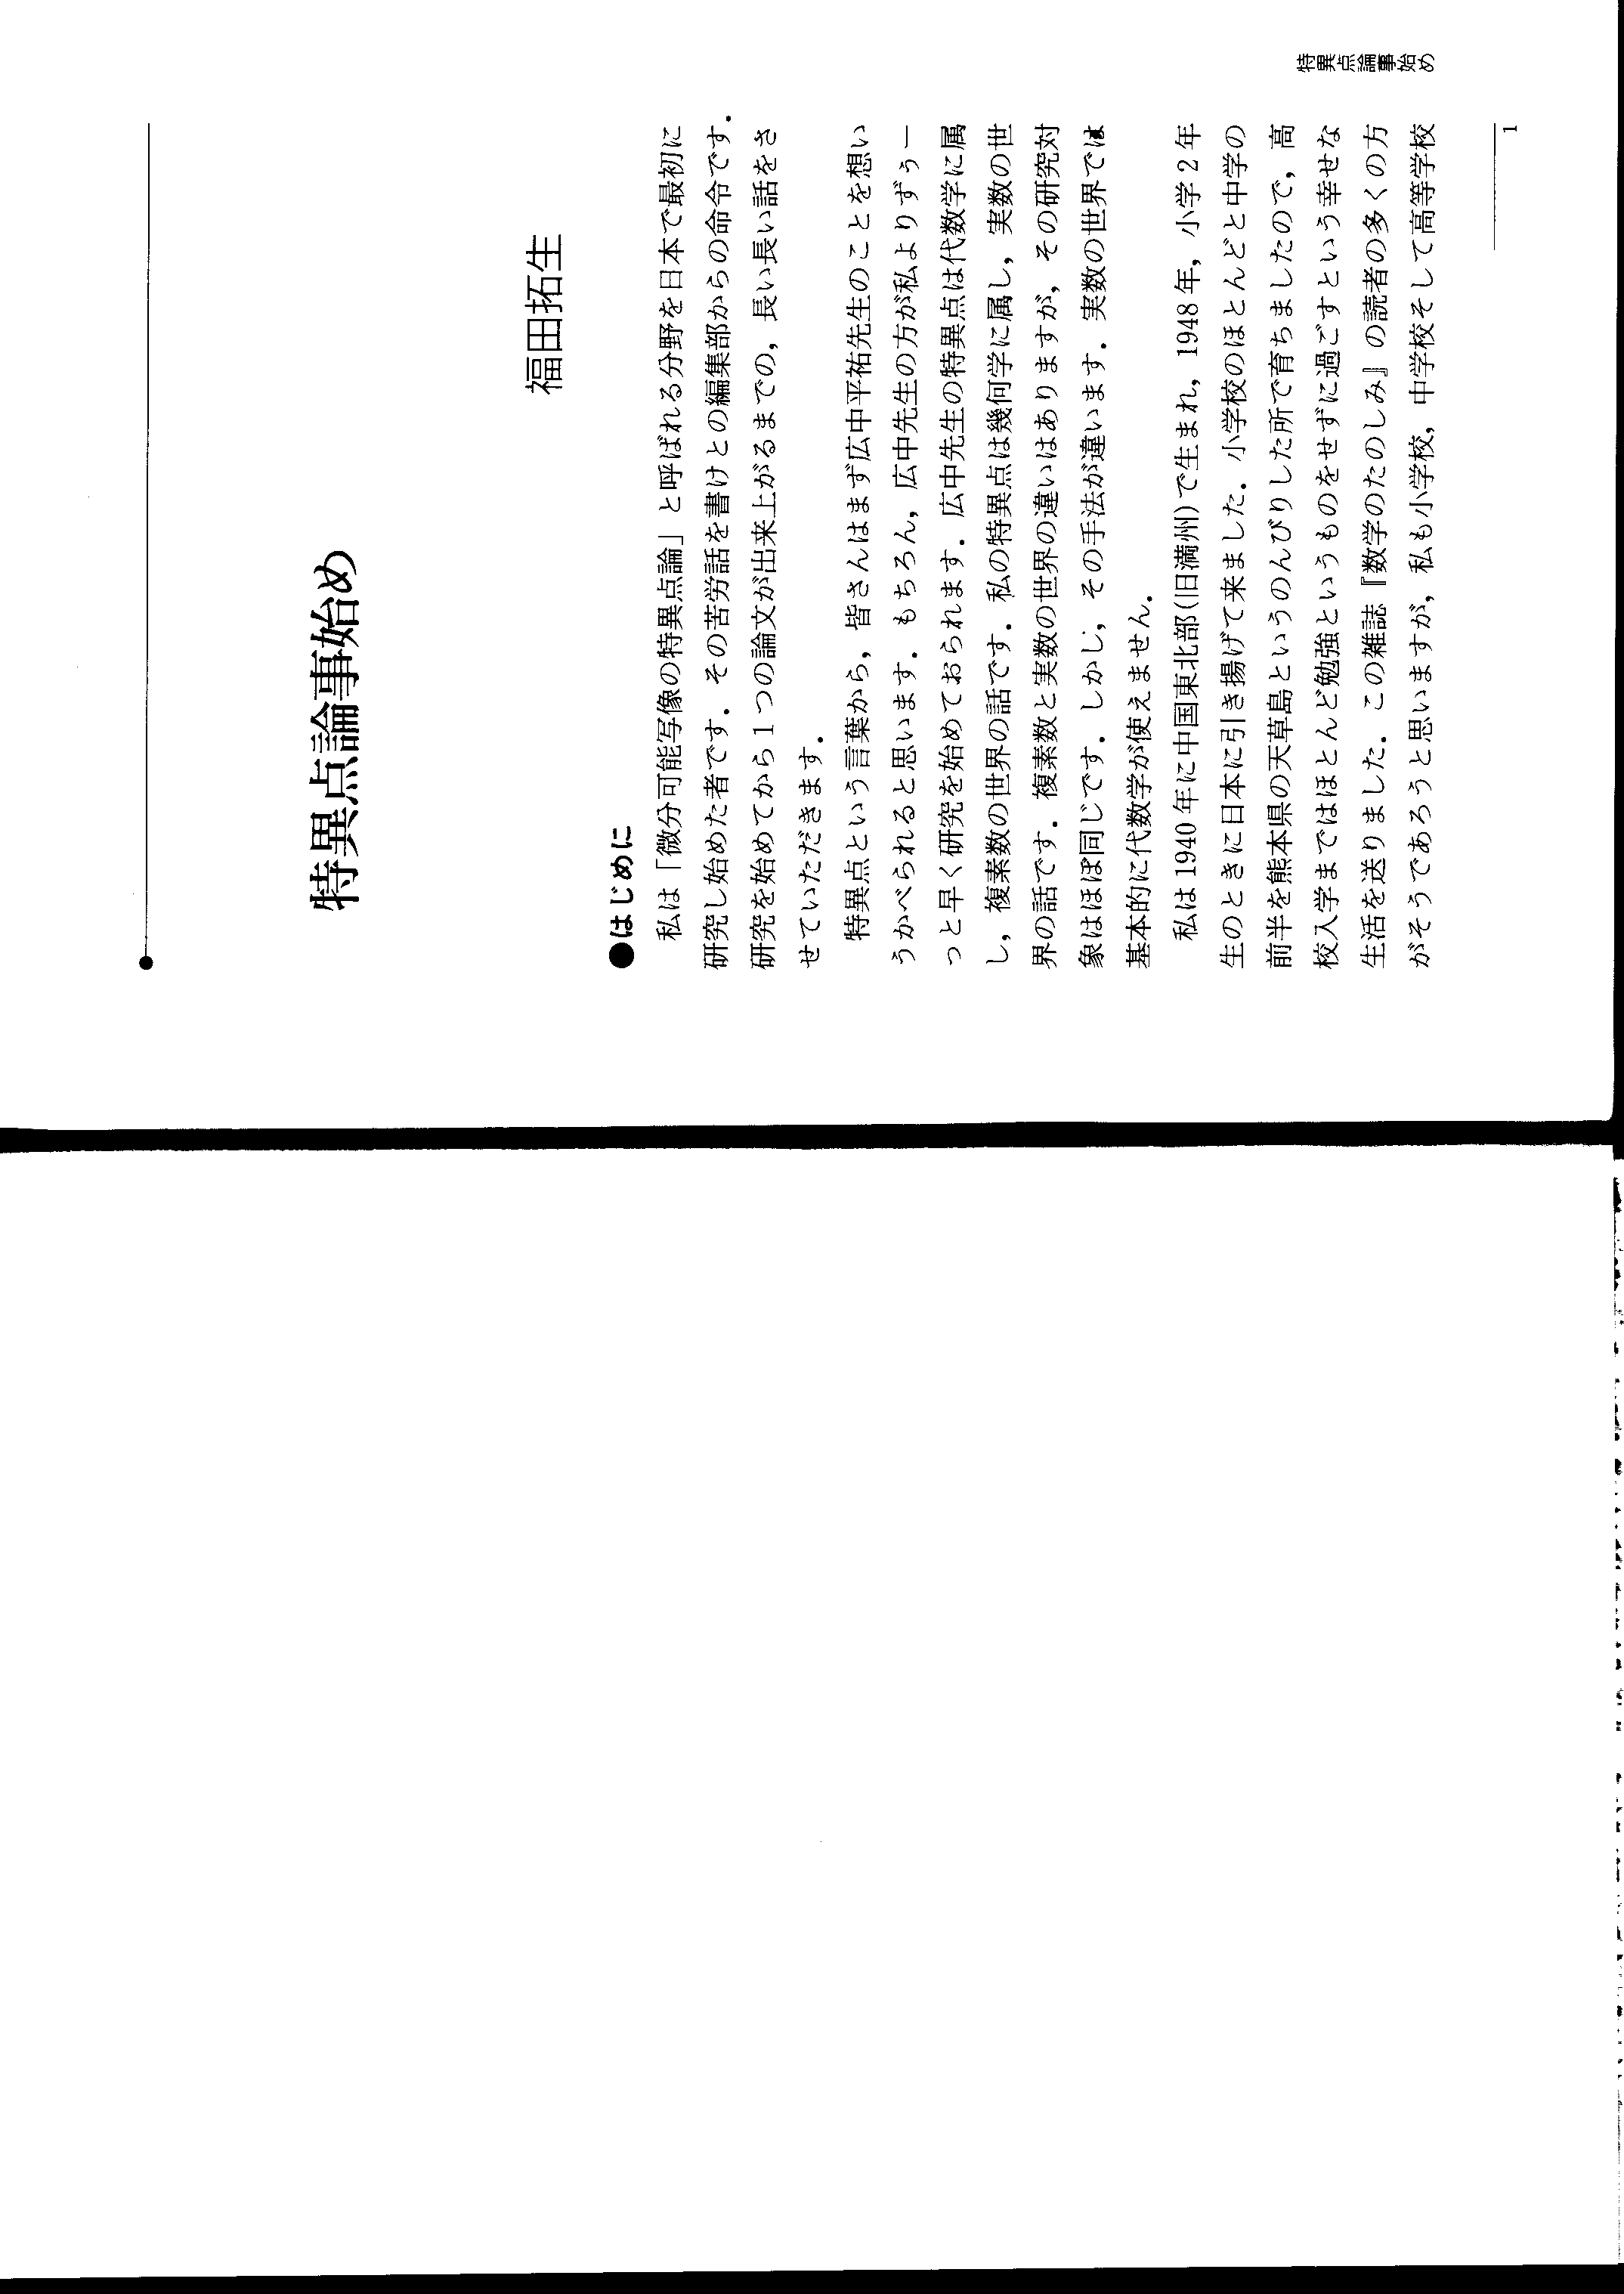 特異点論事始め
福田拓生
●はじめに
私は「微分可能写像の特異点論」と呼ばれる分野を日本で最初に
研究し始めた者です．その苦労話を書けとの編集部からの命令です．
研究を始めてから1つの論文が出来上がるまでの，長い長い話をさ
せていただきます．
特異点という言葉から，皆さんはまず広中平祐先生のことを想い
うかべられると思います．もちろん，広中先生の方が私よりずぅー
っと早く研究を始めておられます．広中先生の特異点は代数学に属
し，複素数の世界の話です．私の特異点は幾何学に属し，実数の世
界の話です．複素数と実数の世界の違いはありますが，その研究対
象はほぼ同じです．しかし，その手法が違います．実数の世界では
基本的に代数学が使えません．
私は1940年に中国東北部(旧満州)で生まれ，1948年，小学2年
生のときに日本に引き揚げて来ました．小学校のほとんどと中学の
前半を熊本県の天草島というのんびりした所で育ちましたので，高
校入学まではほとんど勉強というものをせずに過ごすという幸せな
生活を送りました．この雑誌『数学のたのしみ』の読者の多くの方
がそうであろうと思いますが，私も小学校，中学校そして高等学校
特異点論事始め
1